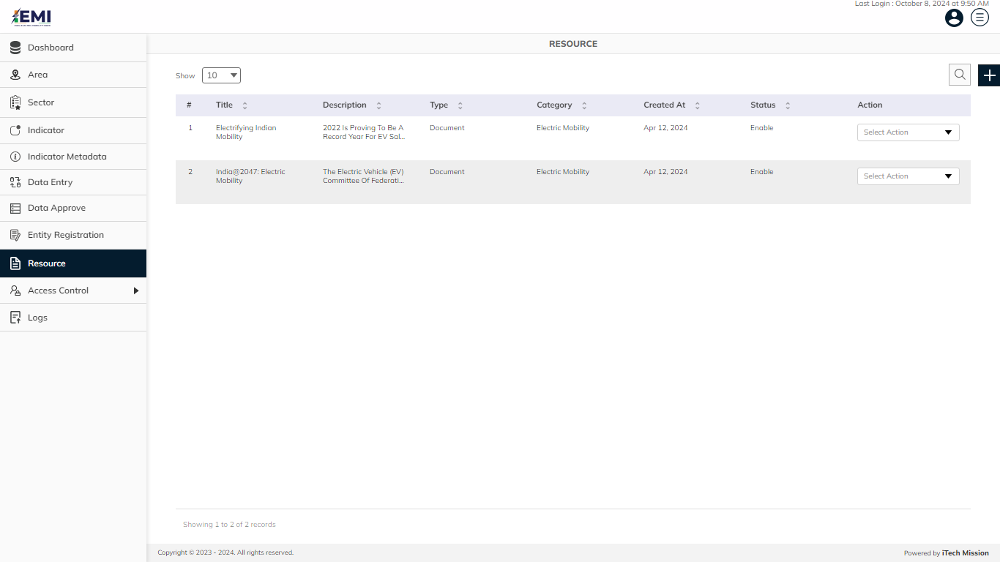 Last Login : October 8, 2024 at 9:50 AM
EMI
Dashboard
Area
Sector
Indicator
Indicator Metadata
Data Entry
Data Approve
Entity Registration
Resource
Access Control
Logs
RESOURCE
Show 10
# Title Description Type Category Created At Status Action
1 Electrifying Indian Mobility 2022 Is Proving To Be A Record Year For EV Sal... Document Electric Mobility Apr 12, 2024 Enable Select Action
2 India@2047: Electric Mobility The Electric Vehicle (EV) Committee Of Federati... Document Electric Mobility Apr 12, 2024 Enable Select Action
Showing 1 to 2 of 2 records
Copyright © 2023 - 2024. All rights reserved.
Powered by iTech Mission